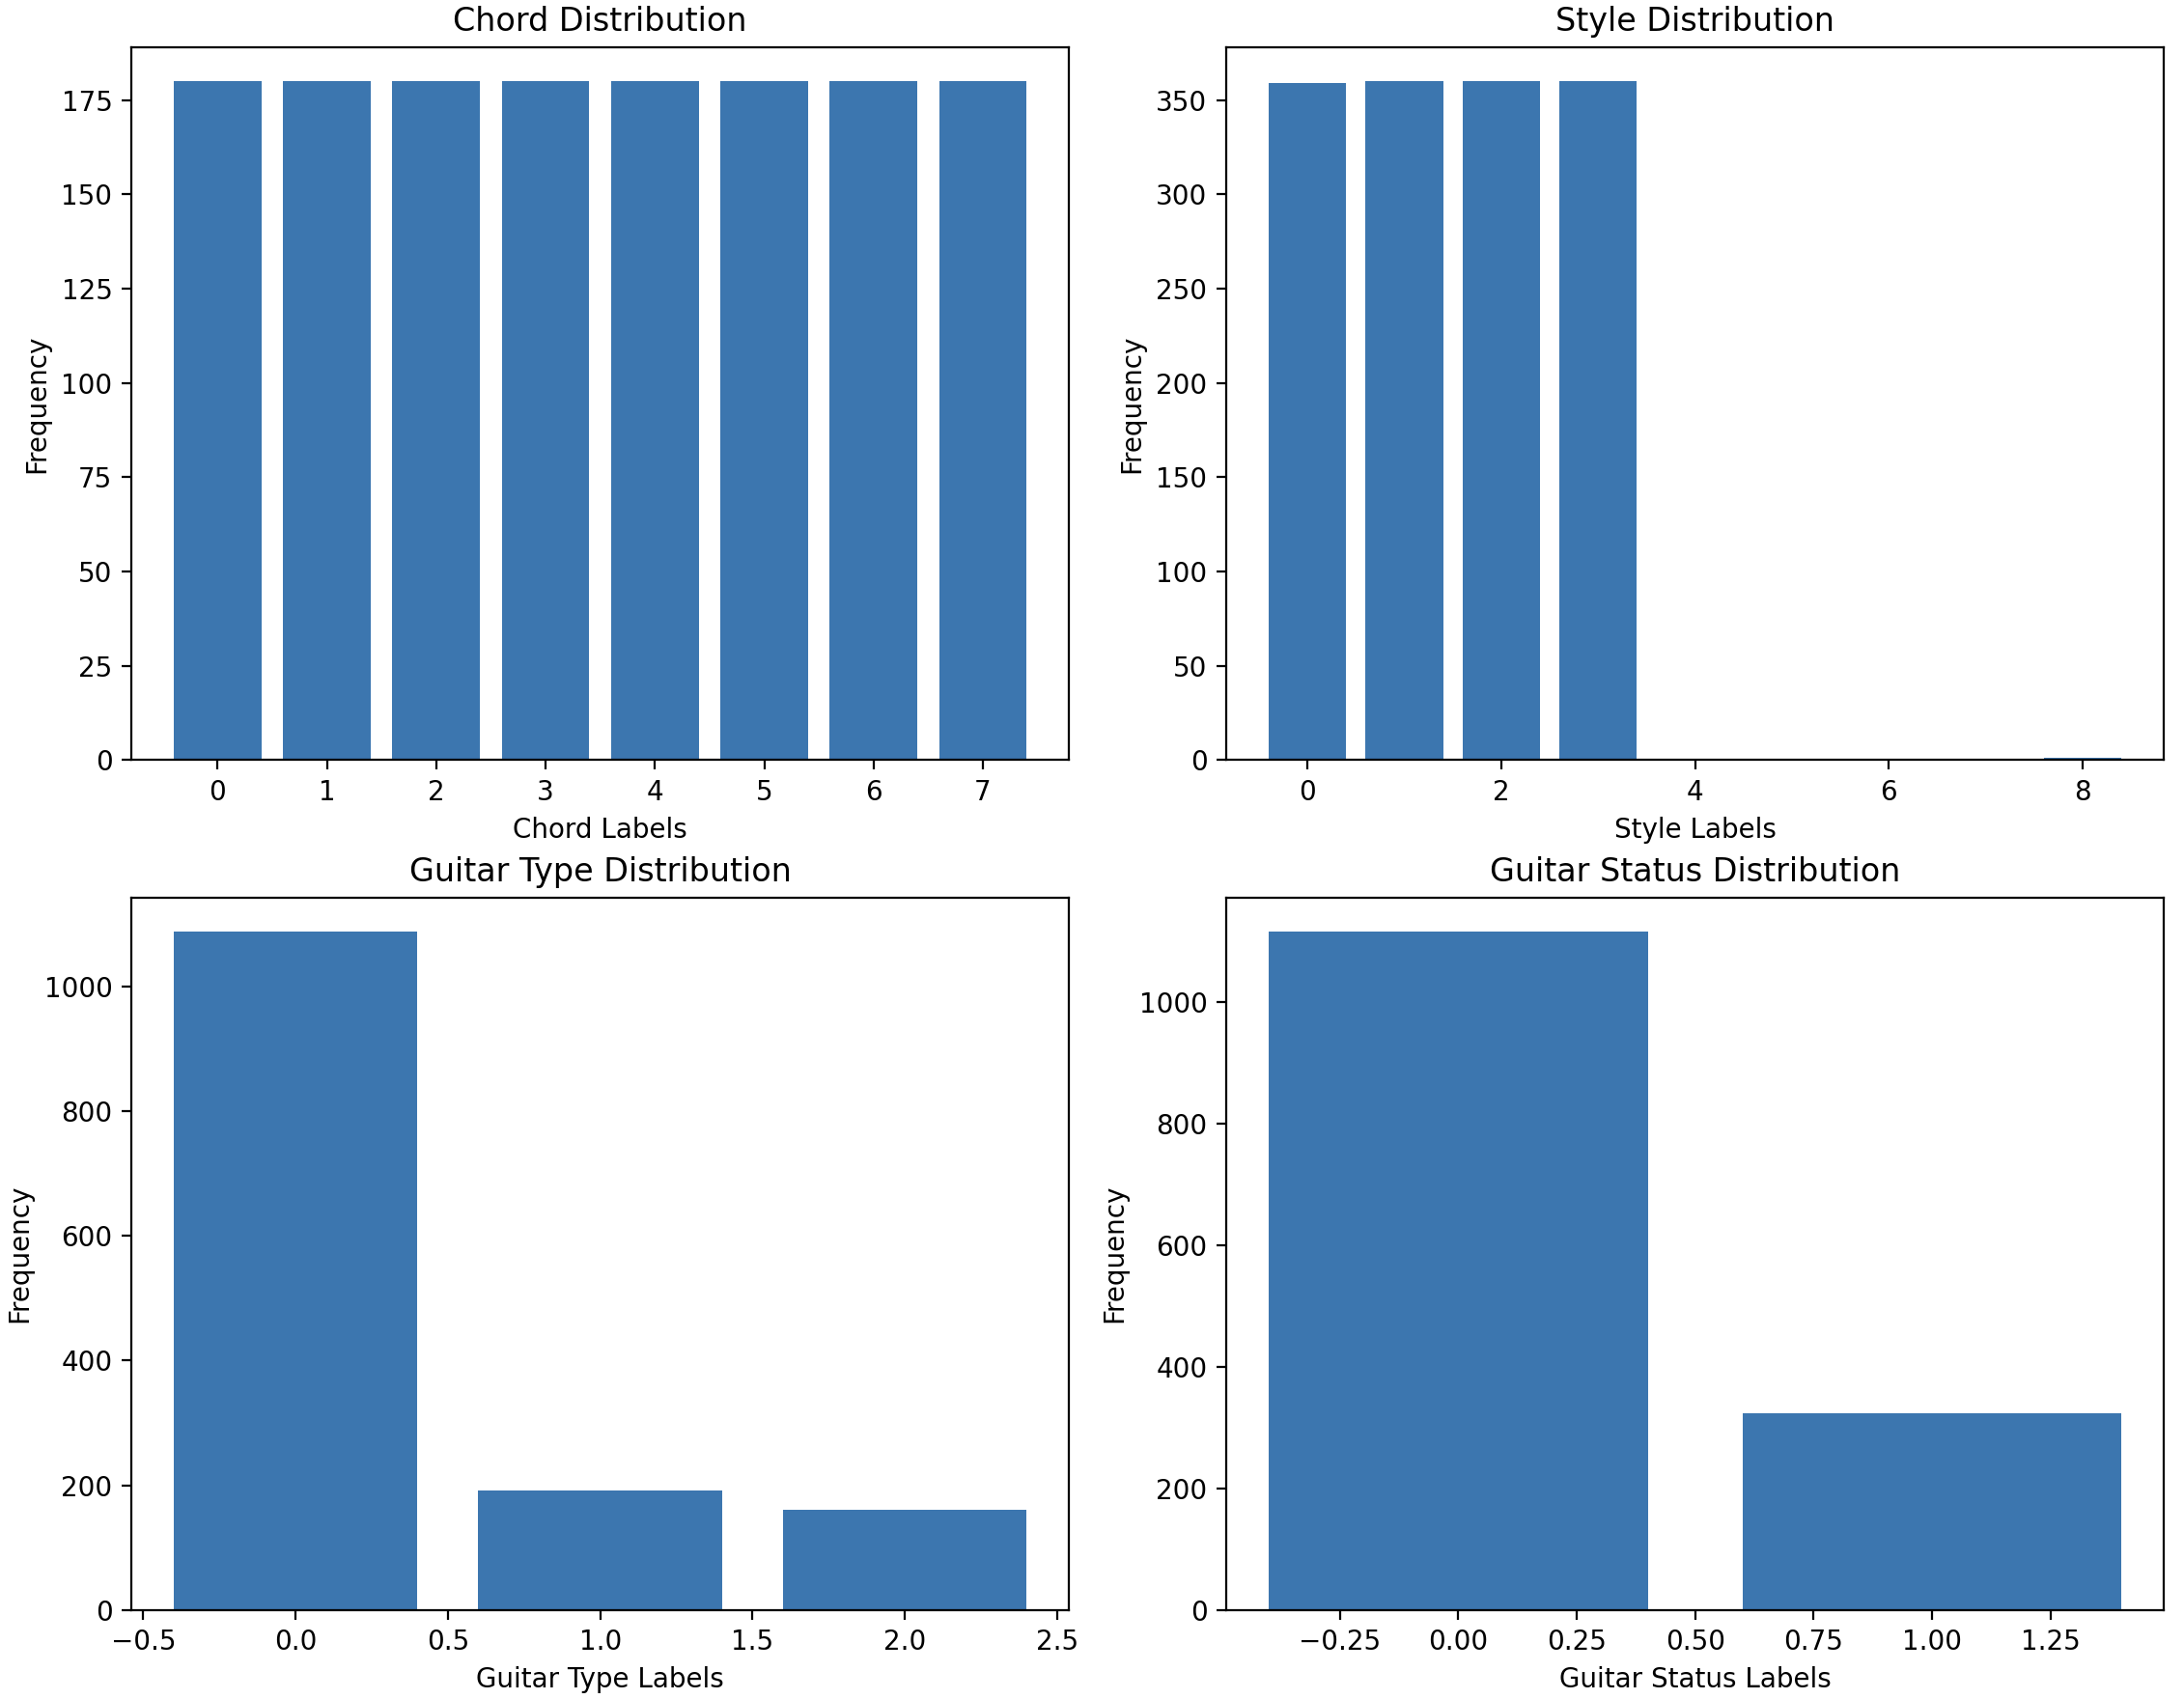 Chord Distribution
Frequency
175
150
125
100
75
50
25
0
0 1 2 3 4 5 6 7
Chord Labels
Style Distribution
Frequency
350
300
250
200
150
100
50
0
0 2 4 6 8
Style Labels
Guitar Type Distribution
Frequency
1000
800
600
400
200
0
−0.5 0.0 0.5 1.0 1.5 2.0 2.5
Guitar Type Labels
Guitar Status Distribution
Frequency
1000
800
600
400
200
0
−0.25 0.00 0.25 0.50 0.75 1.00 1.25
Guitar Status Labels